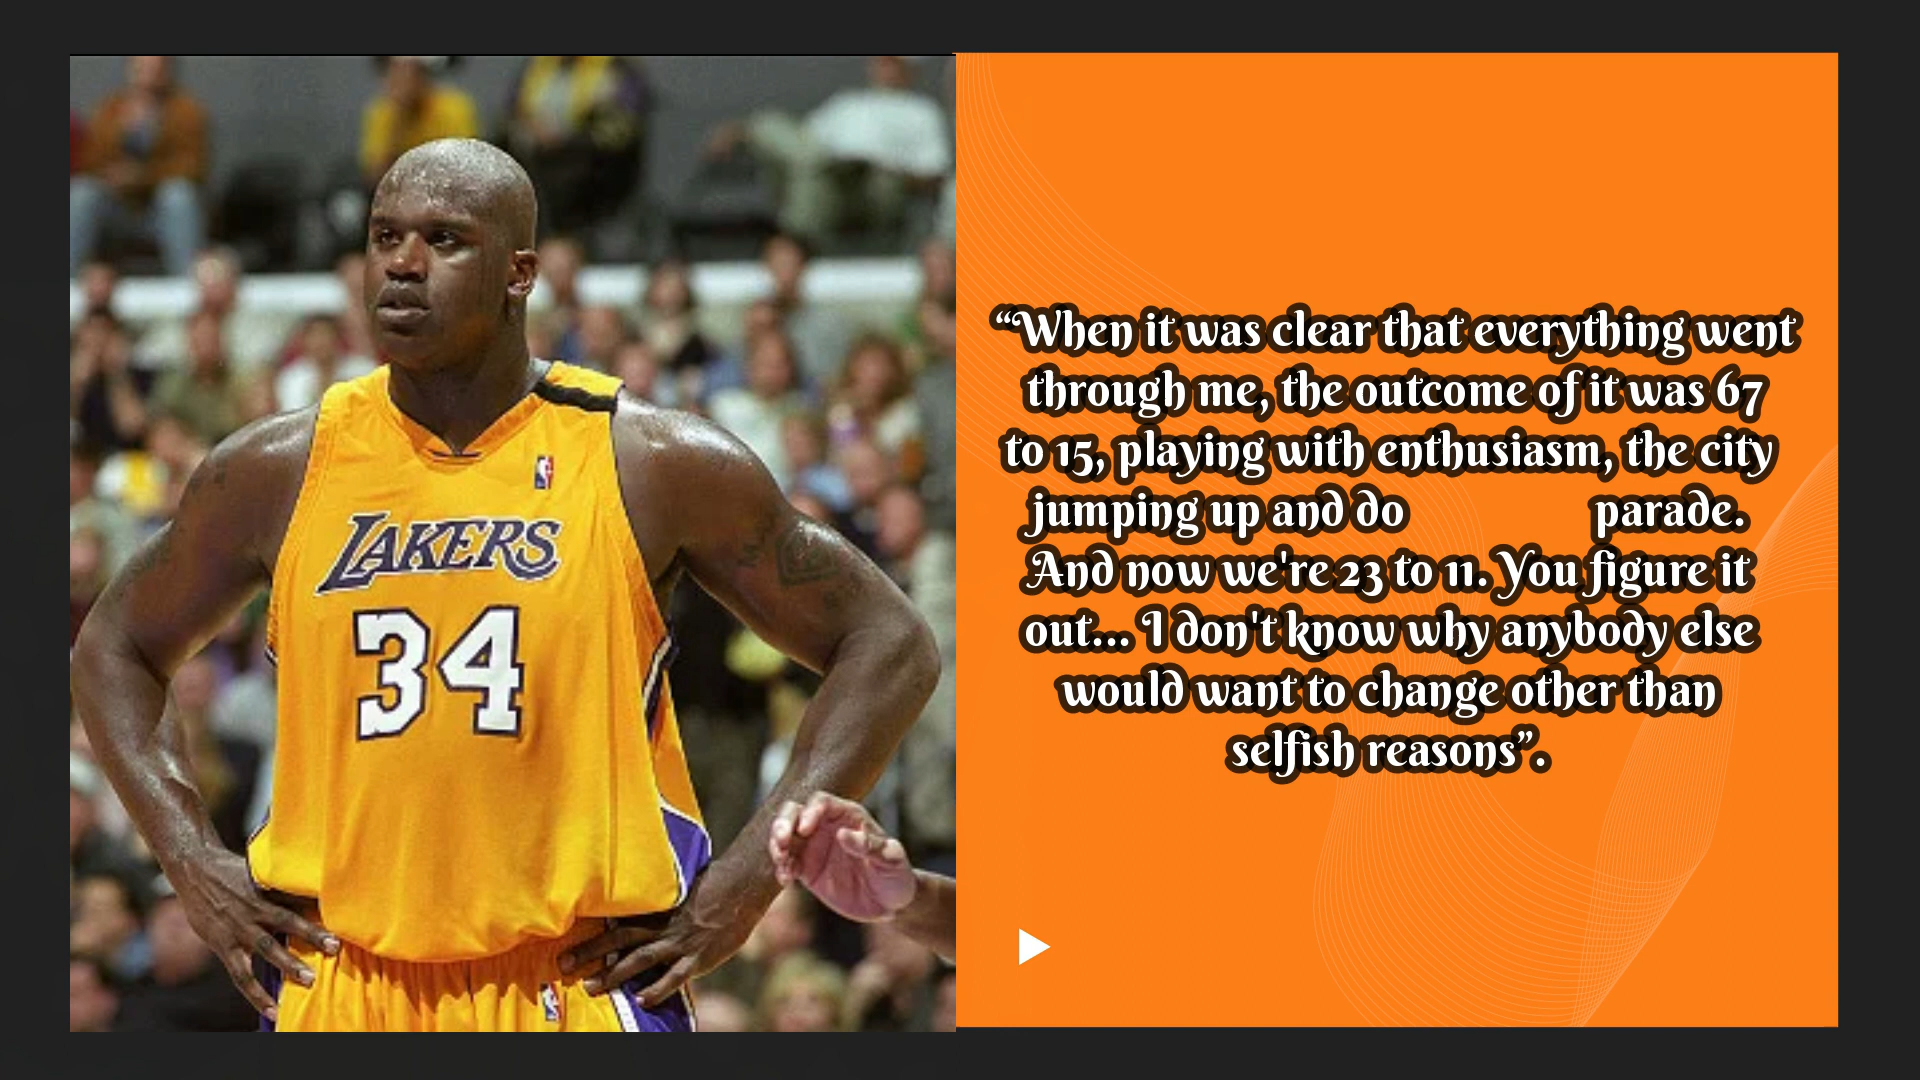 LAKERS
34
“When it was clear that everything went
through me, the outcome of it was 67
to 15, playing with enthusiasm, the city
jumping up and do parade.
And now we're 23 to 11. You figure it
out... I don't know why anybody else
would want to change other than
selfish reasons”.